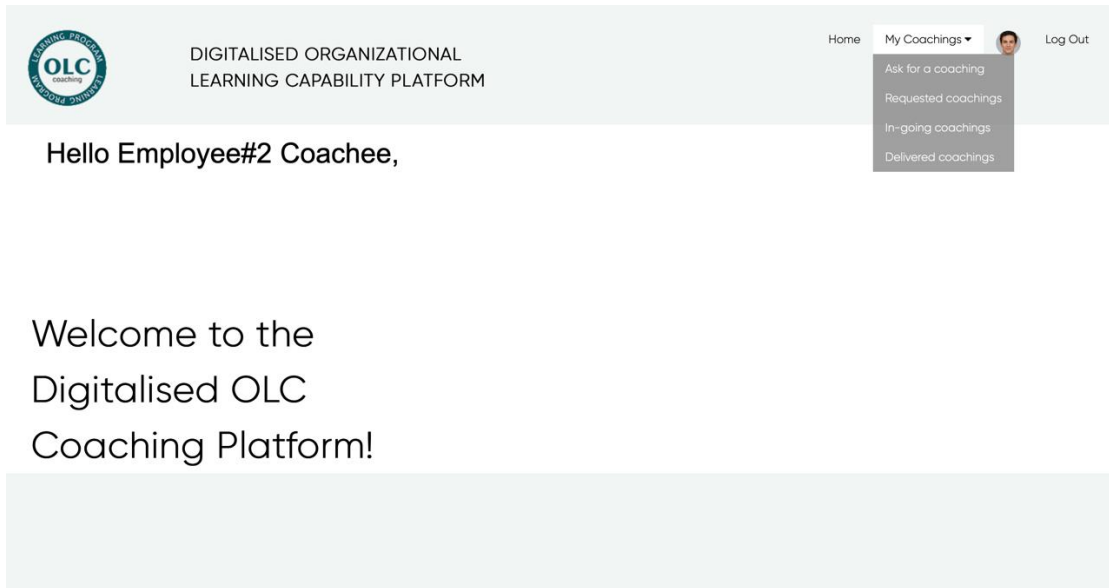 LEARNING PROGRAM LEARNING PROGRAM
OLC
coaching
DIGITALISED ORGANIZATIONAL
LEARNING CAPABILITY PLATFORM
Home
My Coachings
Log Out
Ask for a coaching
Requested coachings
In-going coachings
Delivered coachings
Hello Employee#2 Coachee,
Welcome to the
Digitalised OLC
Coaching Platform!